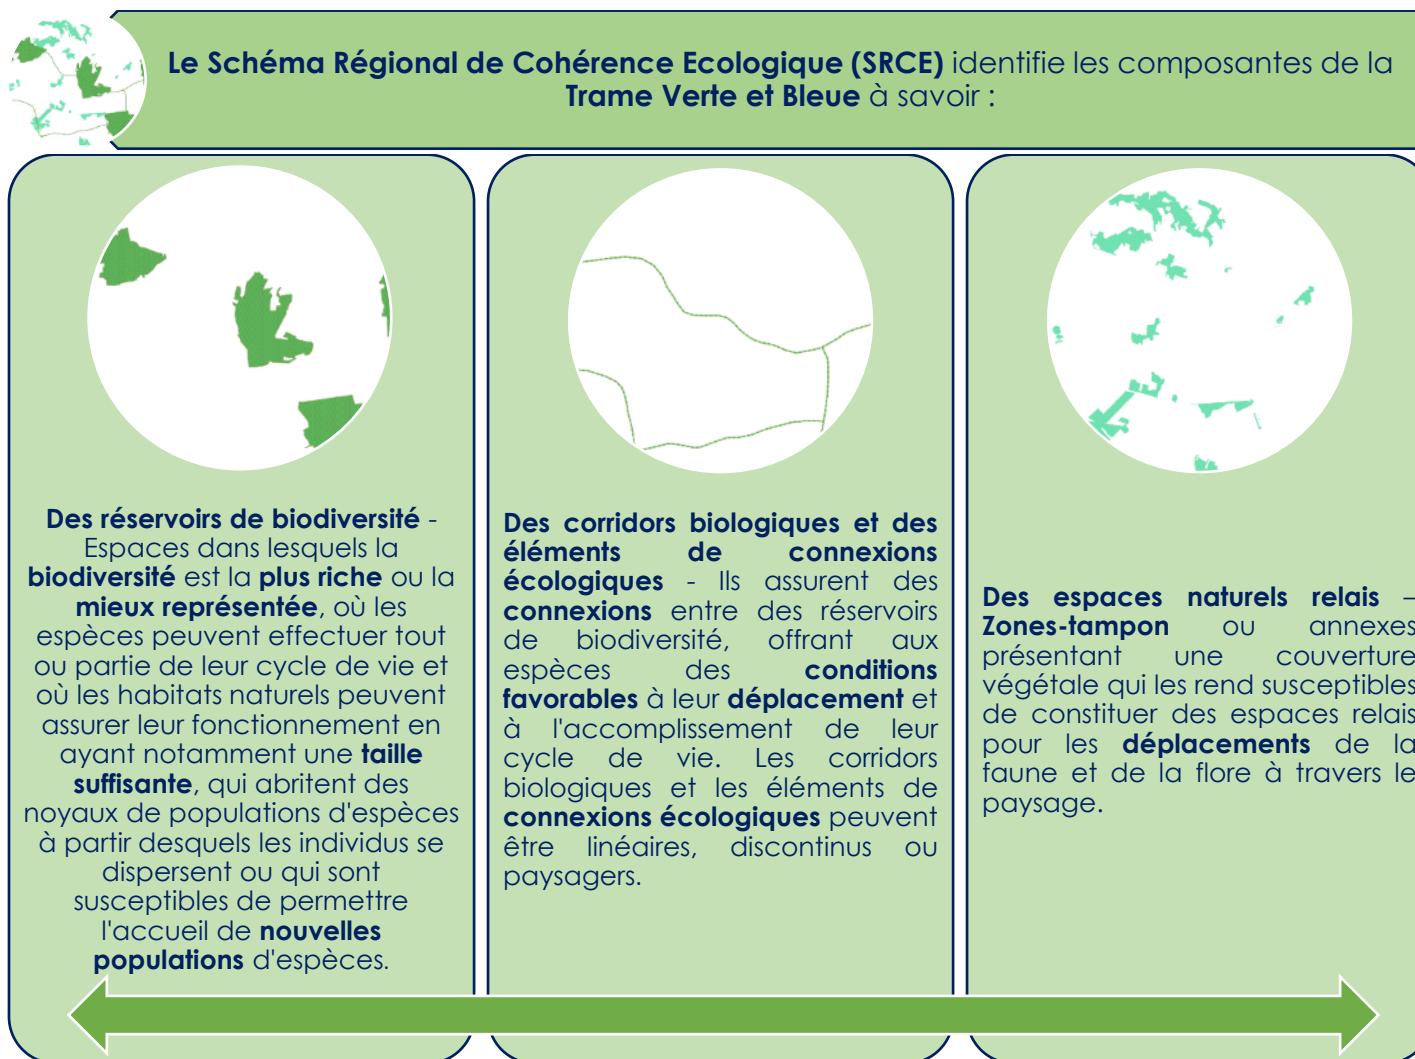 Le Schéma Régional de Cohérence Ecologique (SRCE) identifie les composantes de la
Trame Verte et Bleue à savoir :
Des réservoirs de biodiversité -
Espaces dans lesquels la
biodiversité est la plus riche ou la
mieux représentée, où les
espèces peuvent effectuer tout
ou partie de leur cycle de vie et
où les habitats naturels peuvent
assurer leur fonctionnement en
ayant notamment une taille
suffisante, qui abritent des
noyaux de populations d'espèces
à partir desquels les individus se
dispersent ou qui sont
susceptibles de permettre
l'accueil de nouvelles
populations d'espèces.
Des corridors biologiques et des
éléments de connexions
écologiques - Ils assurent des
connexions entre des réservoirs
de biodiversité, offrant aux
espèces des conditions
favorables à leur déplacement et
à l'accomplissement de leur
cycle de vie. Les corridors
biologiques et les éléments de
connexions écologiques peuvent
être linéaires, discontinus ou
paysagers.
Des espaces naturels relais –
Zones-tampon ou annexes
présentant une couverture
végétale qui les rend susceptibles
de constituer des espaces relais
pour les déplacements de la
faune et de la flore à travers le
paysage.